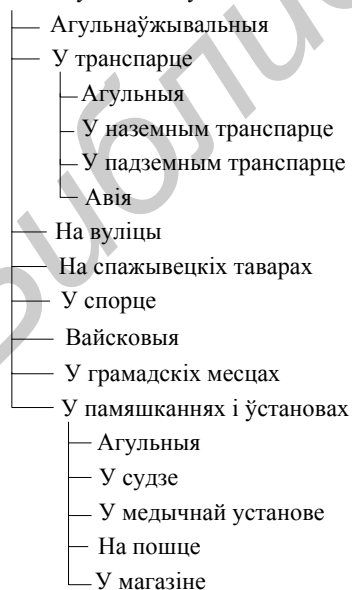 Агульнаўжывальныя
У транспарце
Агульныя
У наземным транспарце
У падземным транспарце
Авія
На вуліцы
На спажывецкіх таварах
У спорце
Вайсковыя
У грамадскіх месцах
У памяшканнях і ўстановах
Агульныя
У судзе
У медычнай установе
На пошце
У магазіне